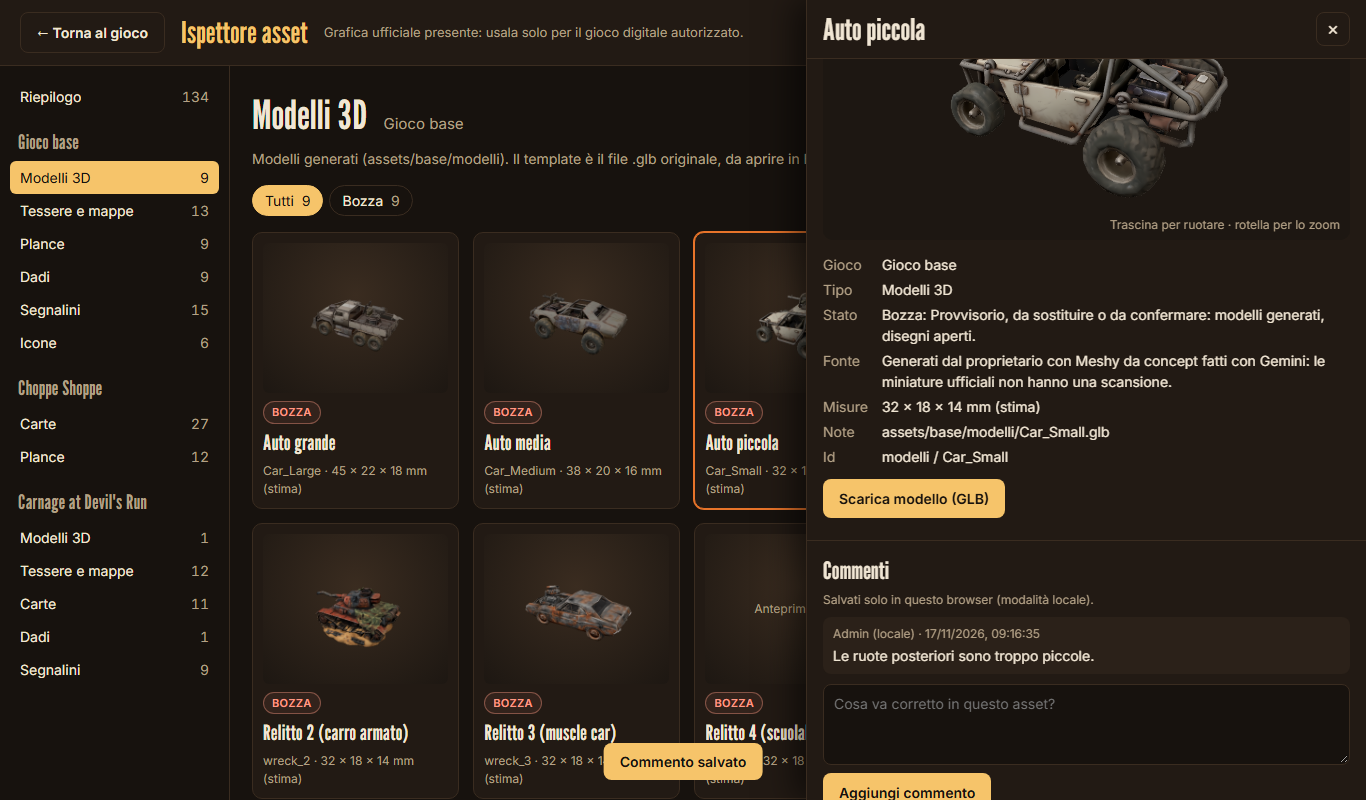 ← Torna al gioco
Ispettore asset
Grafica ufficiale presente: usala solo per il gioco digitale autorizzato.
Riepilogo 134
Gioco base
Modelli 3D 9
Tessere e mappe 13
Plance 9
Dadi 9
Segnalini 15
Icone 6
Choppe Shoppe
Carte 27
Plance 12
Carnage at Devil's Run
Modelli 3D 1
Tessere e mappe 12
Carte 11
Dadi 1
Segnalini 9
Modelli 3D Gioco base
Modelli generati (assets/base/modelli). Il template è il file .glb originale, da aprire in
Tutti 9 Bozza 9
BOZZA
Auto grande
Car_Large · 45 × 22 × 18 mm
(stima)
BOZZA
Auto media
Car_Medium · 38 × 20 × 16 mm
(stima)
BOZZA
Auto piccola
Car_Small · 32 ×
(stima)
BOZZA
Relitto 2 (carro armato)
wreck_2 · 32 × 18 × 14 mm
(stima)
BOZZA
Relitto 3 (muscle car)
wreck_3 · 32 × 18 ×
(stima)
BOZZA
Relitto 4
32 × 18
(stima)
Commento salvato
Auto piccola
×
Trascina per ruotare · rotella per lo zoom
Gioco Gioco base
Tipo Modelli 3D
Stato Bozza: Provvisorio, da sostituire o da confermare: modelli generati,
disegni aperti.
Fonte Generati dal proprietario con Meshy da concept fatti con Gemini: le
miniature ufficiali non hanno una scansione.
Misure 32 × 18 × 14 mm (stima)
Note assets/base/modelli/Car_Small.glb
Id modelli / Car_Small
Scarica modello (GLB)
Commenti
Salvati solo in questo browser (modalità locale).
Admin (locale) · 17/11/2026, 09:16:35
Le ruote posteriori sono troppo piccole.
Cosa va corretto in questo asset?
Aggiungi commento